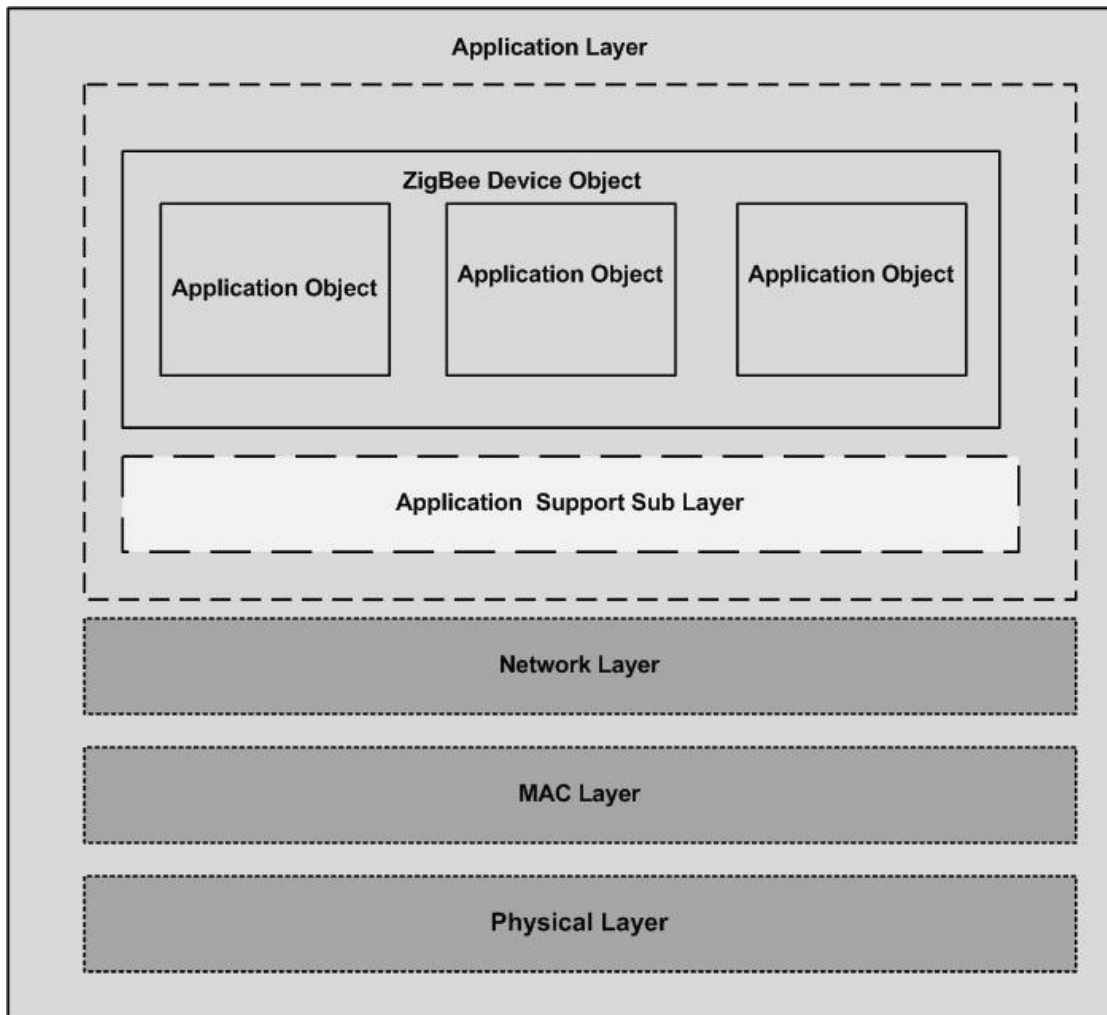 Application Layer
ZigBee Device Object
Application Object
Application Object
Application Object
Application Support Sub Layer
Network Layer
MAC Layer
Physical Layer